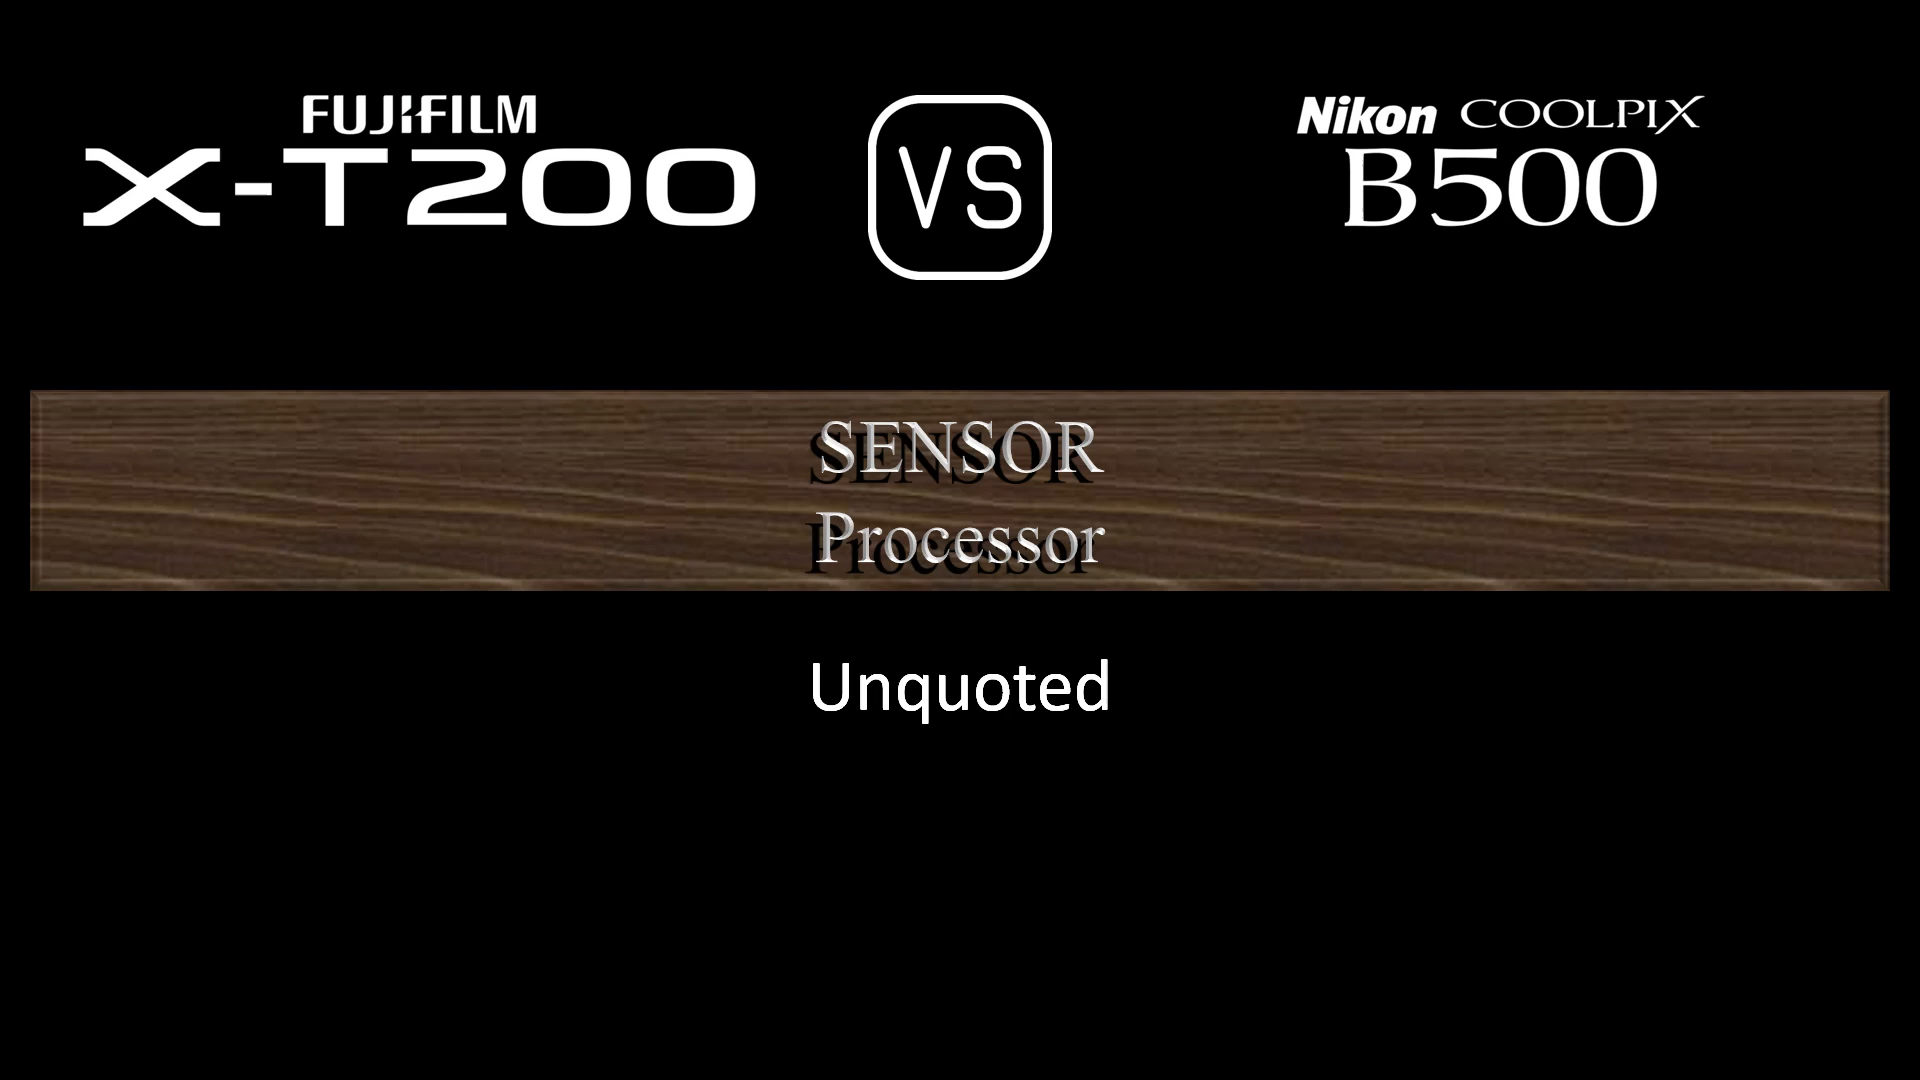 FUJIFILM
X-T200
VS
Nikon COOLPIX
B500
SENSOR
Processor
Unquoted